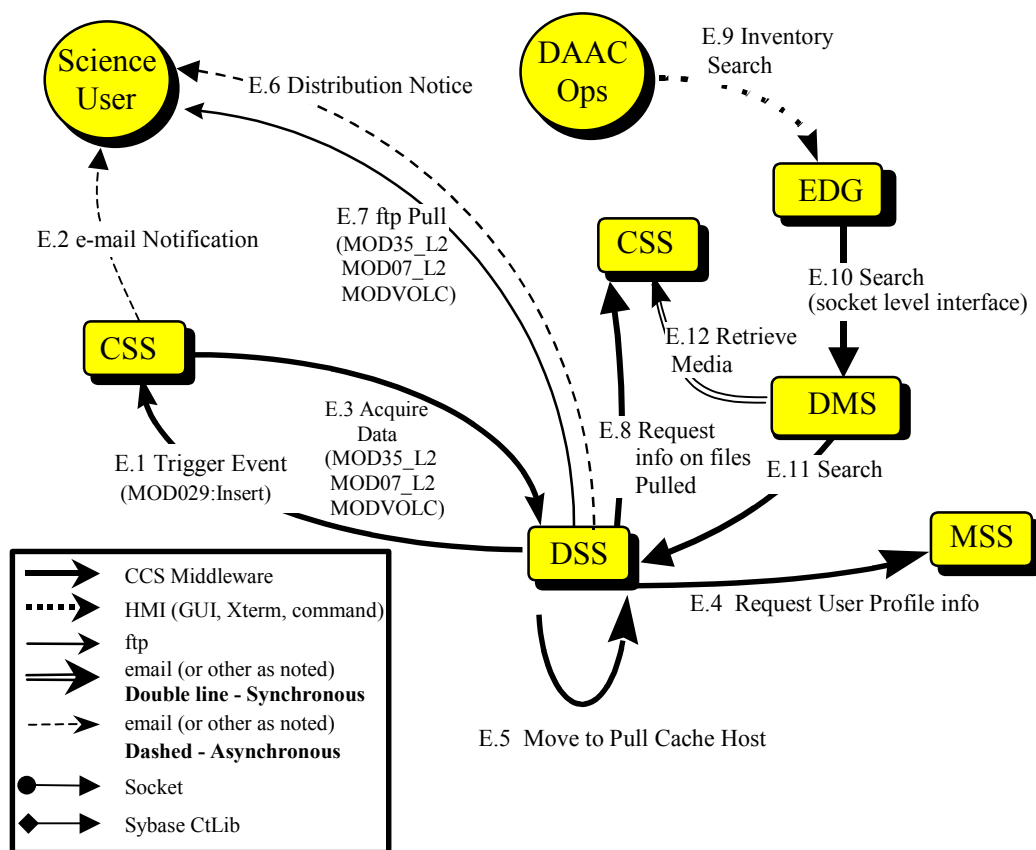 Science
User
DAAC
Ops
E.9 Inventory
Search
E.6 Distribution Notice
EDG
E.7 ftp Pull
(MOD35_L2
MOD07_L2
MODVOLC)
E.2 e-mail Notification
CSS
E.10 Search
(socket level interface)
CSS
E.12 Retrieve
Media
DMS
E.3 Acquire
Data
(MOD35_L2
MOD07_L2
MODVOLC)
E.8 Request
info on files
Pulled
E.1 Trigger Event
(MOD029:Insert)
E.11 Search
DSS
MSS
E.4 Request User Profile info
E.5 Move to Pull Cache Host
CCS Middleware
HMI (GUI, Xterm, command)
ftp
email (or other as noted)
Double line - Synchronous
email (or other as noted)
Dashed - Asynchronous
Socket
Sybase CtLib